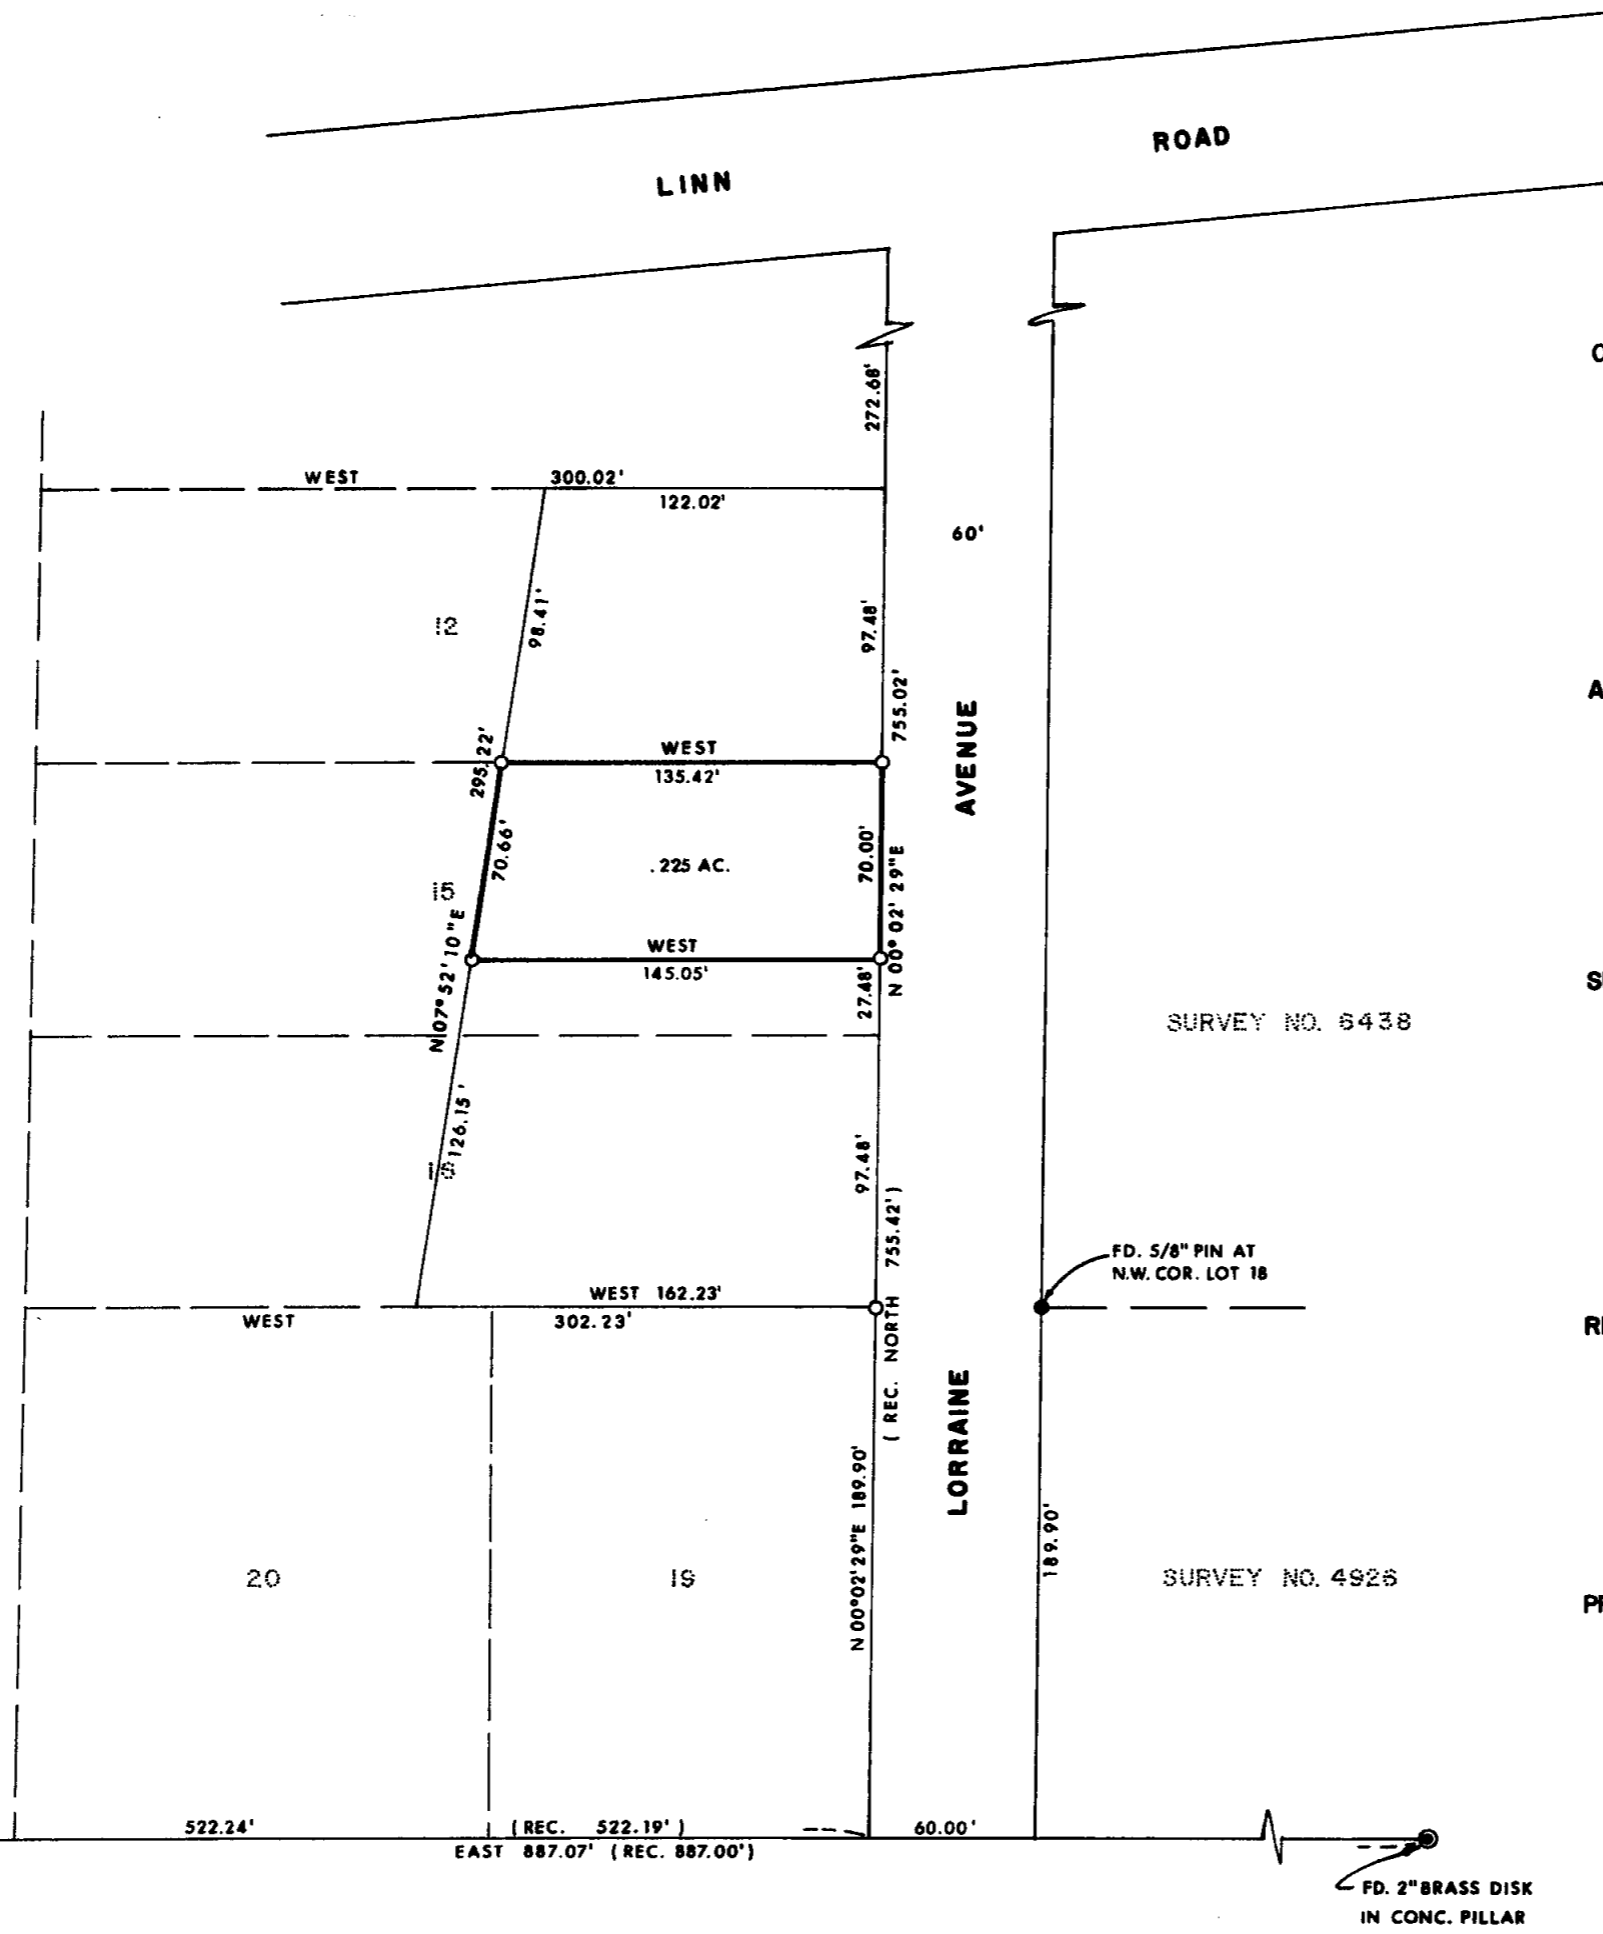 LINN ROAD
272.68'
WEST 300.02'
122.02'
60'
12
98.41'
97.48'
755.02'
295.22'
WEST
135.42'
AVENUE
70.66'
.225 AC.
70.00'
N 00° 02' 29"E
15
N 07° 52' 10"E
WEST
145.05'
27.48'
SURVEY NO. 6438
126.15'
97.48'
( REC. NORTH 755.42' )
FD. 5/8" PIN AT
N.W. COR. LOT 18
WEST 162.23'
WEST 302.23'
LORRAINE
N 00°02'29"E 189.90'
189.90'
20
19
SURVEY NO. 4926
522.24' ( REC. 522.19' ) 60.00'
EAST 887.07' ( REC. 887.00')
FD. 2" BRASS DISK
IN CONC. PILLAR